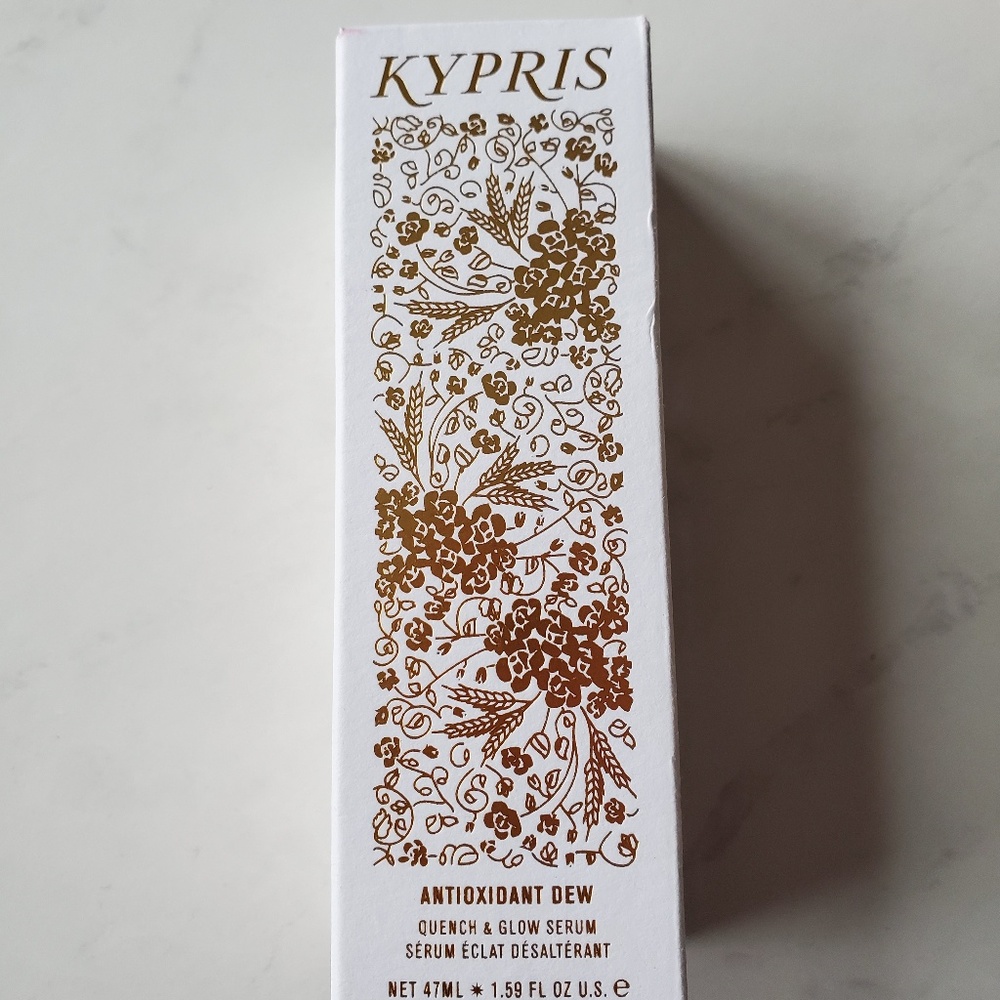 KYPRIS
ANTIOXIDANT DEW
QUENCH & GLOW SERUM
SÉRUM ÉCLAT DÉSALTÉRANT
NET 47ML ✷ 1.59 FL OZ U.S. ℮